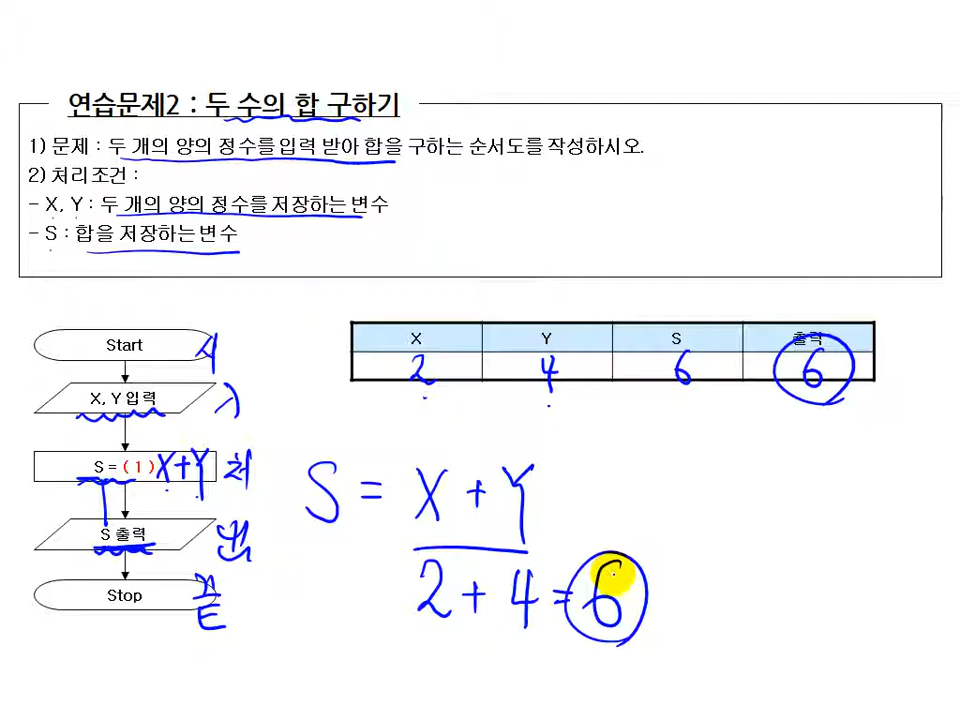 연습문제2 : 두 수의 합 구하기
1) 문제 : 두 개의 양의 정수를 입력 받아 합을 구하는 순서도를 작성하시오.
2) 처리조건 :
- X, Y : 두 개의 양의 정수를 저장하는 변수
- S : 합을 저장하는 변수
Start 시
X, Y 입력
S = ( 1 ) X+Y 처
S 출력
Stop 끝
X Y S 출력
2 4 6 6
S = X + Y
2 + 4 = 6